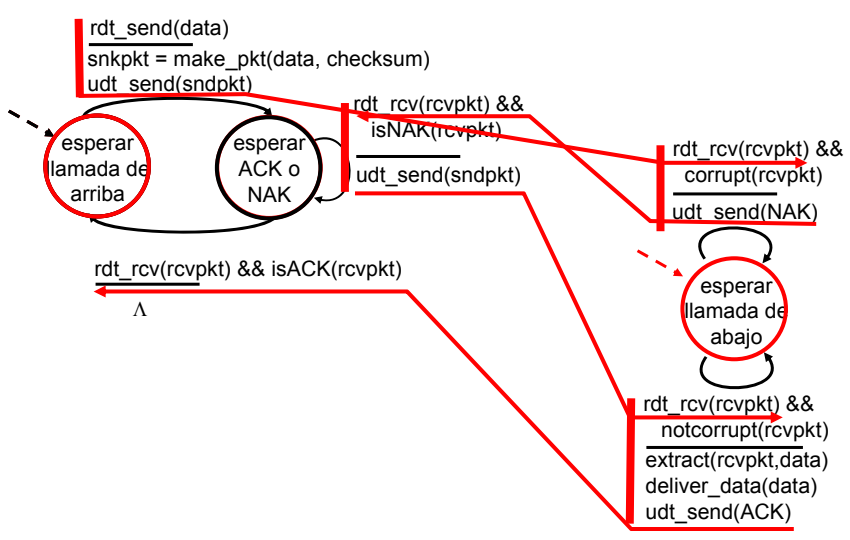 rdt_send(data)
snkpkt = make_pkt(data, checksum)
udt_send(sndpkt)
esperar
llamada de
arriba
esperar
ACK o
NAK
rdt_rcv(rcvpkt) &&
isNAK(rcvpkt)
udt_send(sndpkt)
rdt_rcv(rcvpkt) && isACK(rcvpkt)
Λ
rdt_rcv(rcvpkt) &&
corrupt(rcvpkt)
udt_send(NAK)
esperar
llamada de
abajo
rdt_rcv(rcvpkt) &&
notcorrupt(rcvpkt)
extract(rcvpkt,data)
deliver_data(data)
udt_send(ACK)